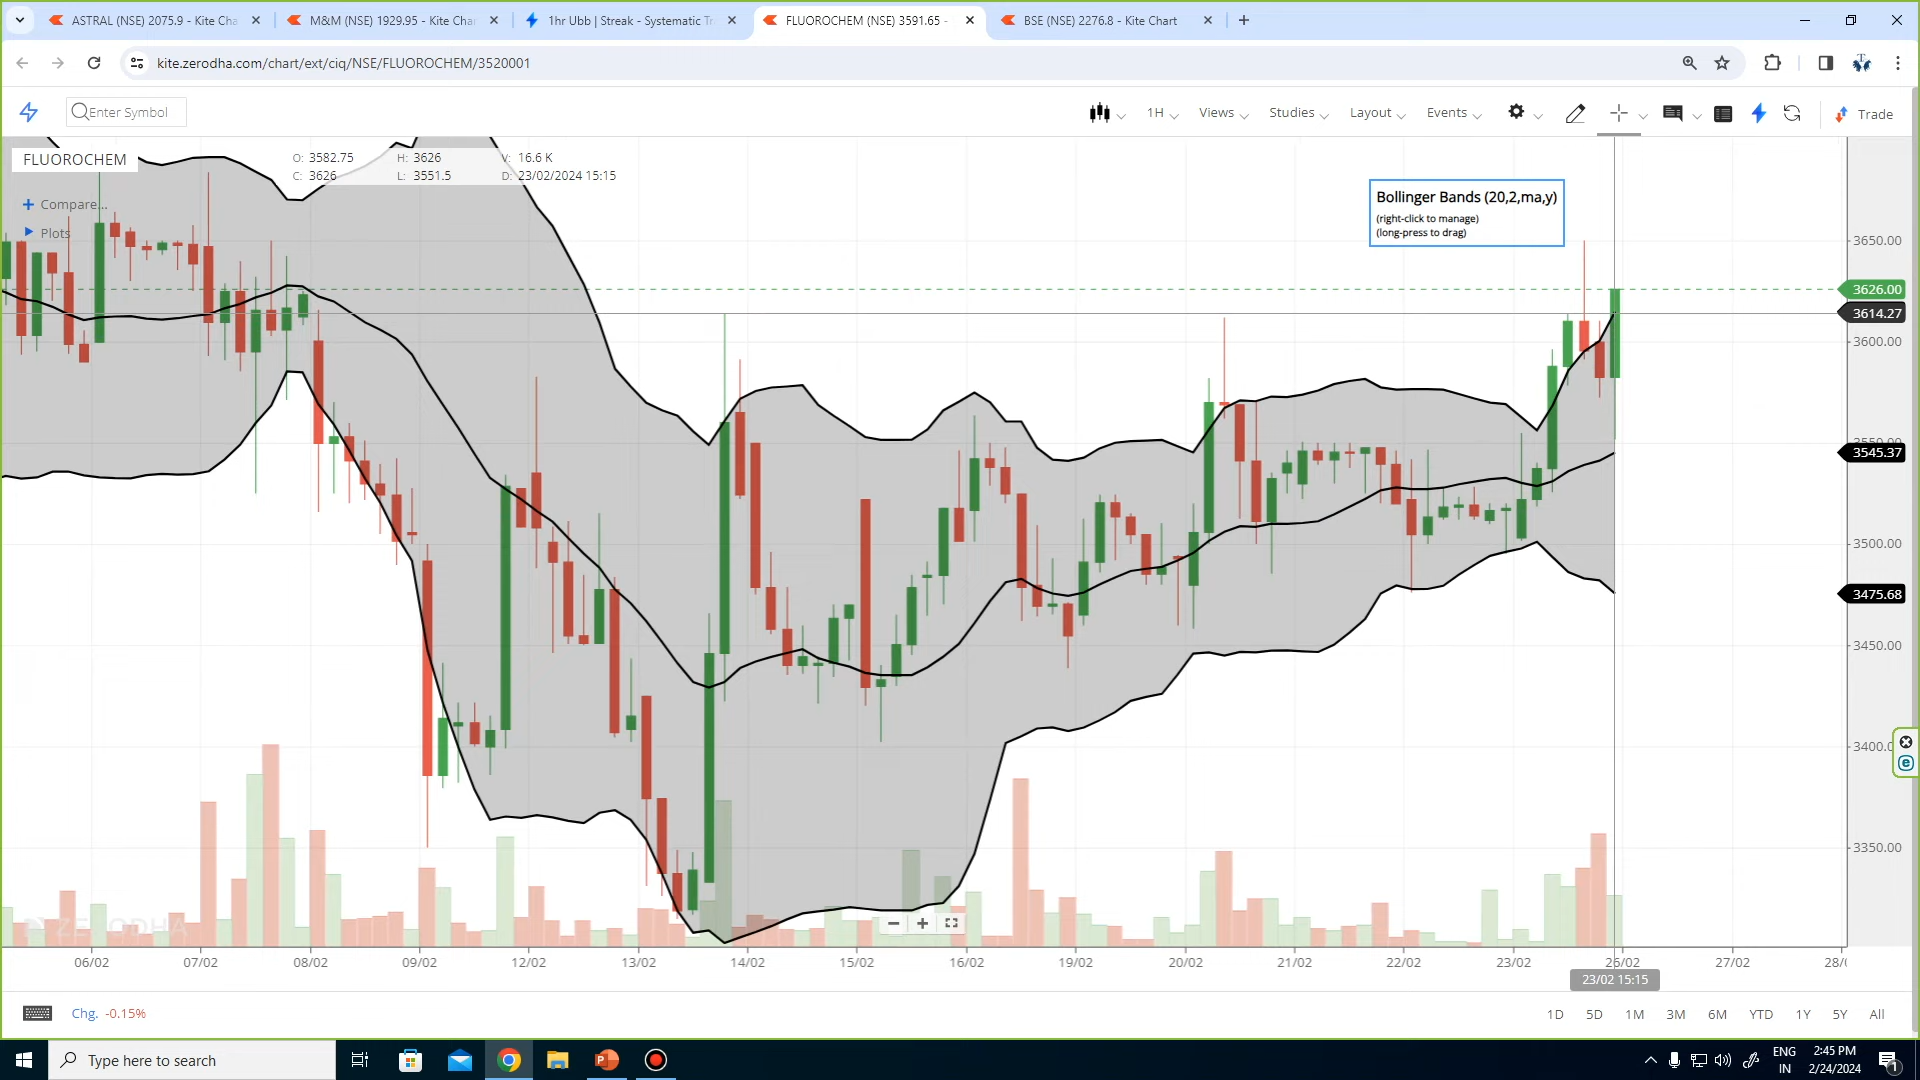 ASTRAL (NSE) 2075.9 - Kite Cha
M&M (NSE) 1929.95 - Kite Char
1hr Ubb | Streak - Systematic Tr
FLUOROCHEM (NSE) 3591.65 -
BSE (NSE) 2276.8 - Kite Chart
kite.zerodha.com/chart/ext/ciq/NSE/FLUOROCHEM/3520001
Enter Symbol
1H
Views
Studies
Layout
Events
Trade
FLUOROCHEM
O: 3582.75 H: 3626 V: 16.6 K
C: 3626 L: 3551.5 D: 23/02/2024 15:15
Compare...
Plots
Bollinger Bands (20,2,ma,y)
(right-click to manage)
(long-press to drag)
3650.00
3626.00
3614.27
3600.00
3550.00
3545.37
3500.00
3475.68
3450.00
3400.0
3350.00
ZERODHA
06/02 07/02 08/02 09/02 12/02 13/02 14/02 15/02 16/02 19/02 20/02 21/02 22/02 23/02 26/02 27/02 28/
23/02 15:15
Chg. -0.15%
1D 5D 1M 3M 6M YTD 1Y 5Y All
Type here to search
ENG
IN
2:45 PM
2/24/2024
1